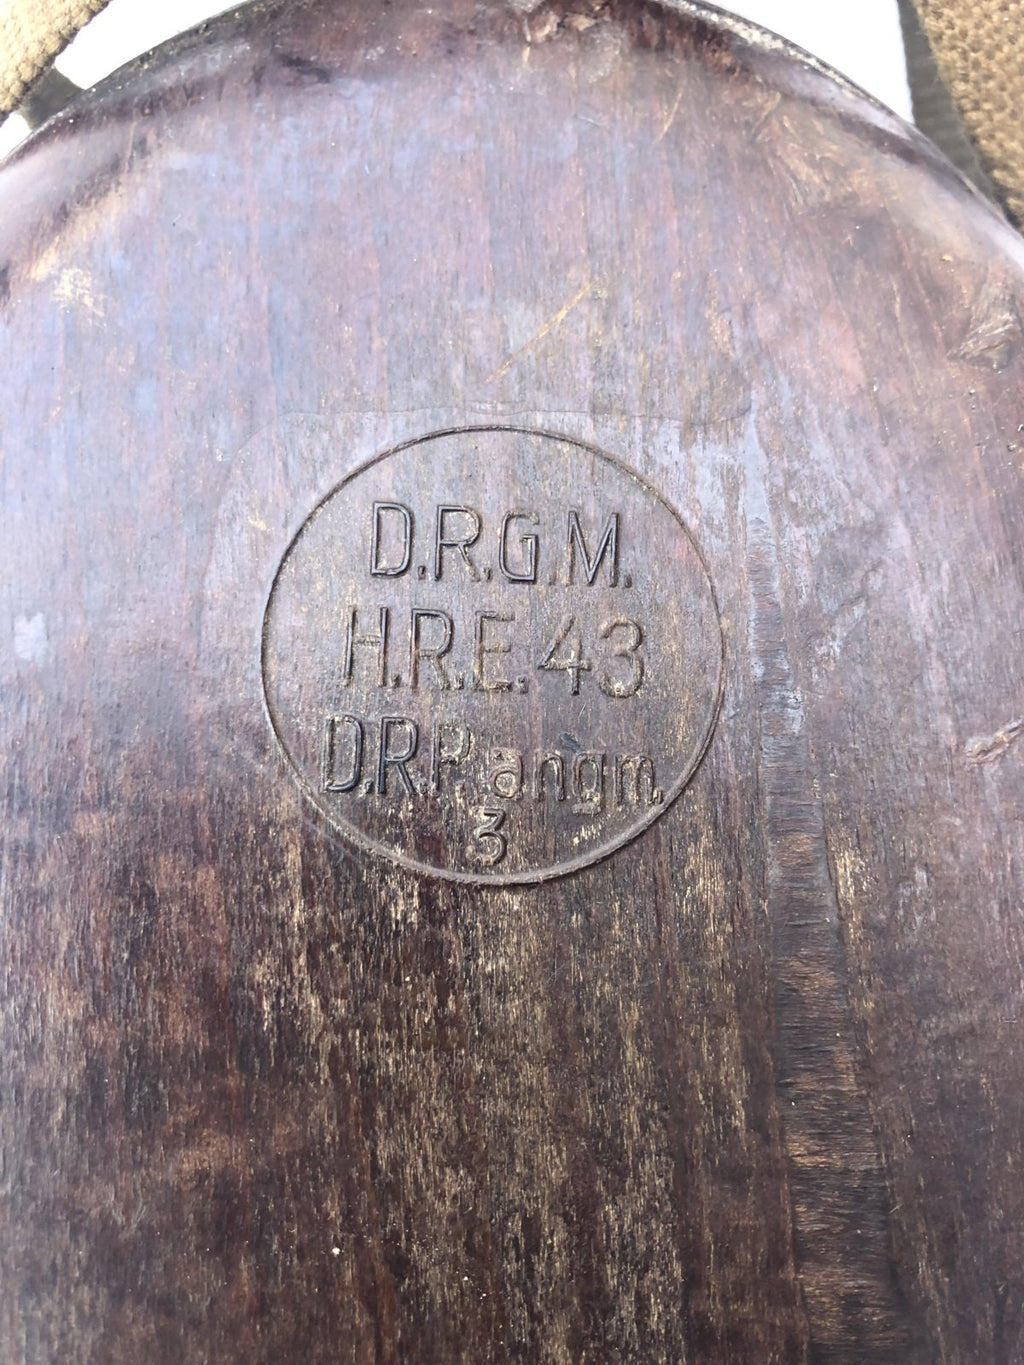 D.R.G.M.
H.R.E. 43
D.R.P. angm.
3